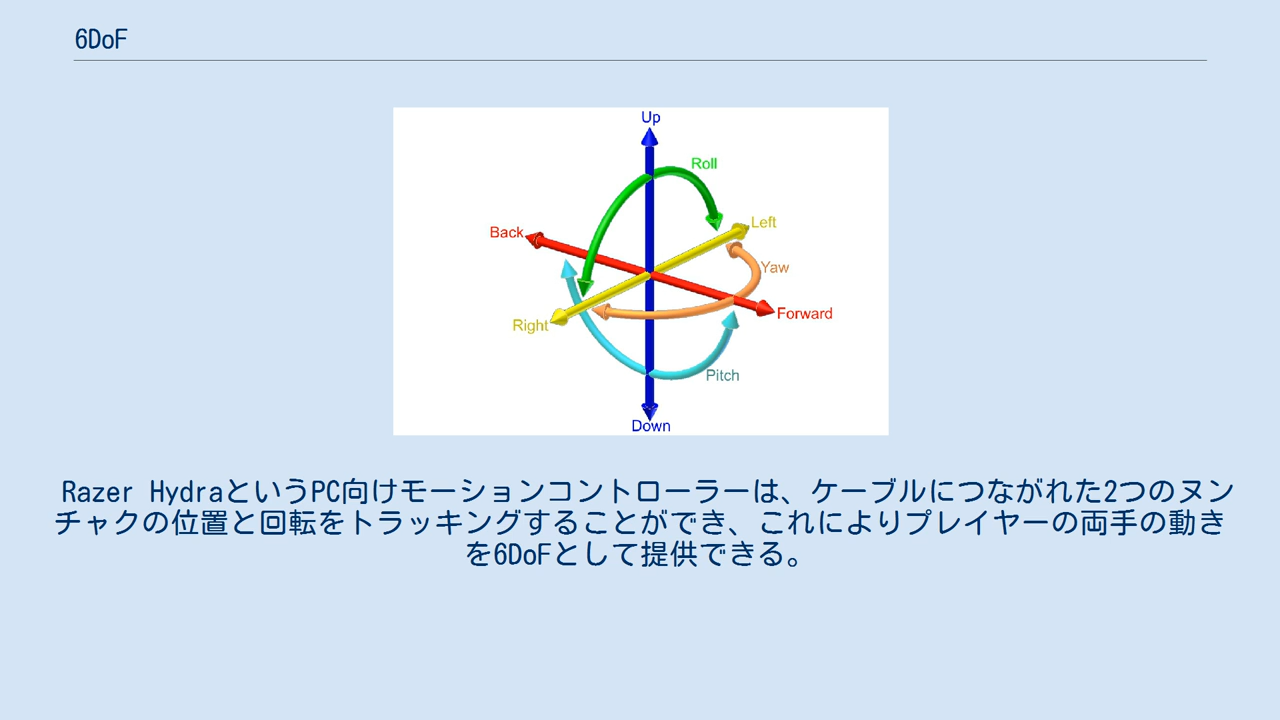 6DoF
Up
Roll
Left
Back
Yaw
Forward
Right
Pitch
Down
Razer HydraというPC向けモーションコントローラーは、ケーブルにつながれた2つのヌン
チャクの位置と回転をトラッキングすることができ、これによりプレイヤーの両手の動き
を6DoFとして提供できる。